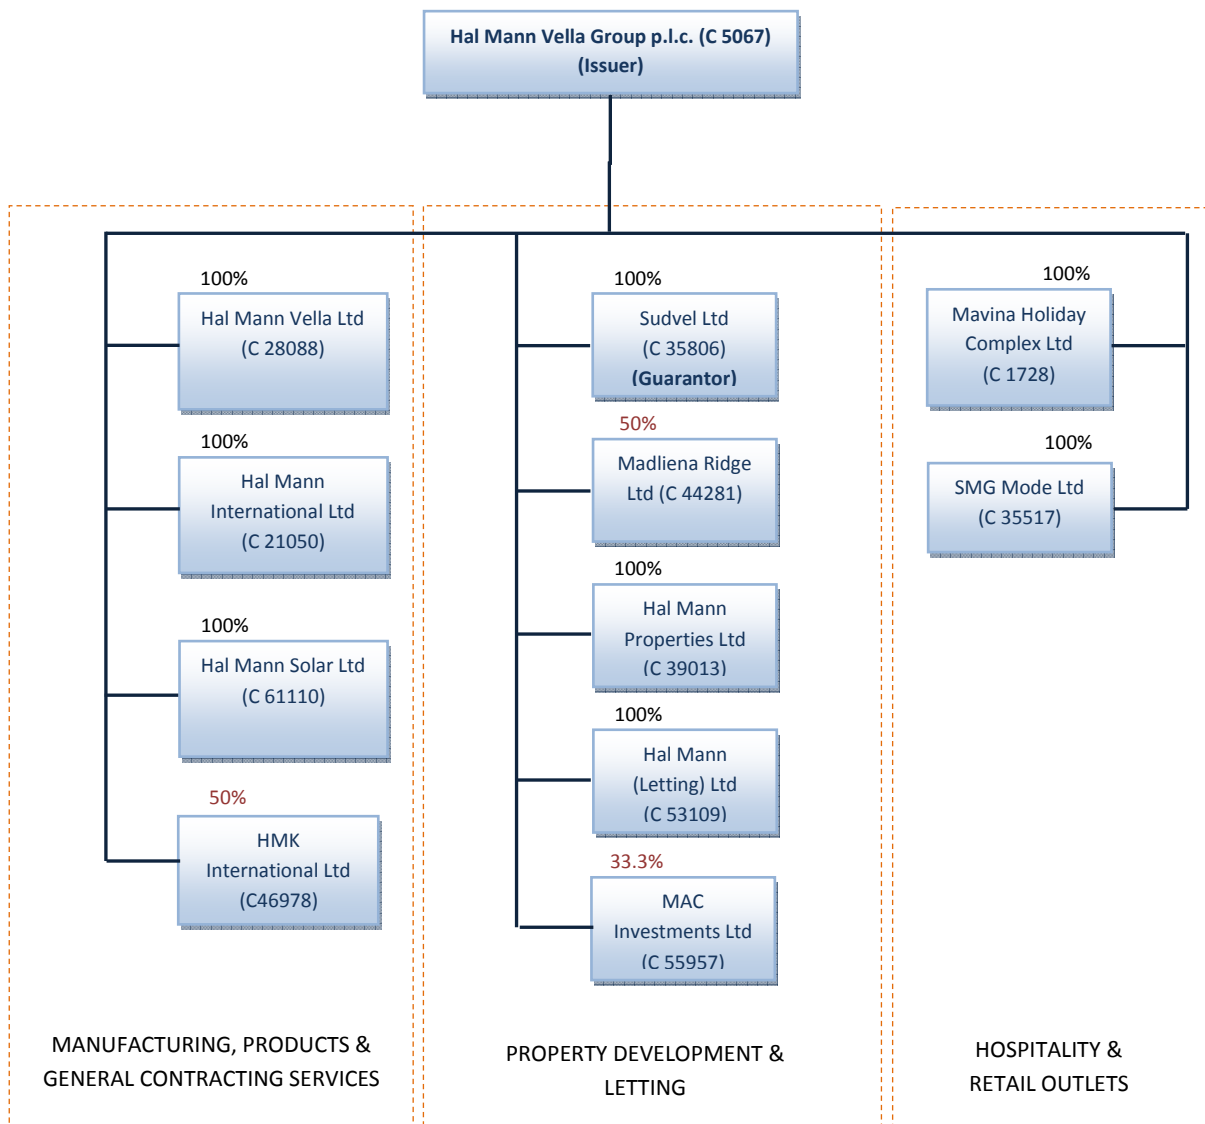 Hal Mann Vella Group p.l.c. (C 5067)
(Issuer)
100%
Hal Mann Vella Ltd
(C 28088)
100%
Hal Mann
International Ltd
(C 21050)
100%
Hal Mann Solar Ltd
(C 61110)
50%
HMK
International Ltd
(C46978)
MANUFACTURING, PRODUCTS &
GENERAL CONTRACTING SERVICES
100%
Sudvel Ltd
(C 35806)
(Guarantor)
50%
Madliena Ridge
Ltd (C 44281)
100%
Hal Mann
Properties Ltd
(C 39013)
100%
Hal Mann
(Letting) Ltd
(C 53109)
33.3%
MAC
Investments Ltd
(C 55957)
PROPERTY DEVELOPMENT &
LETTING
100%
Mavina Holiday
Complex Ltd
(C 1728)
100%
SMG Mode Ltd
(C 35517)
HOSPITALITY &
RETAIL OUTLETS